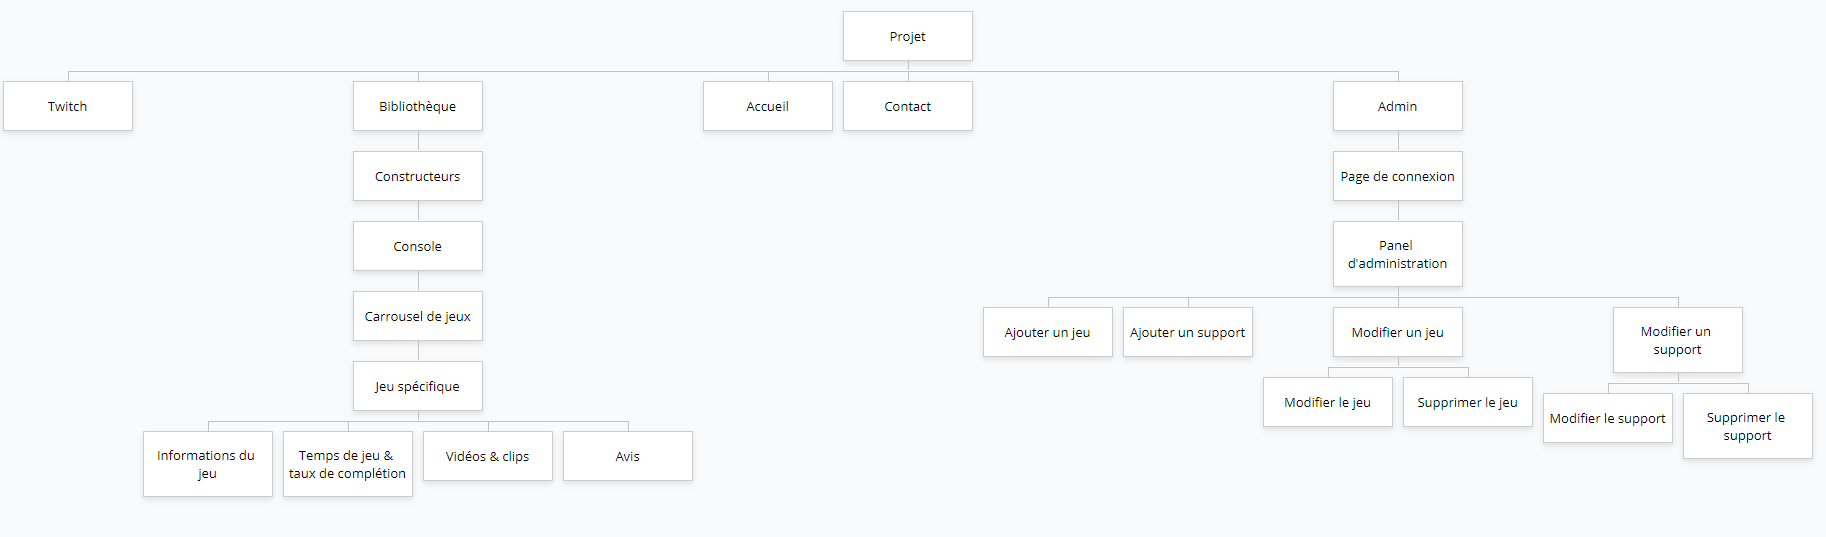 Projet
Twitch
Bibliothèque
Accueil
Contact
Admin
Constructeurs
Page de connexion
Console
Panel
d'administration
Carrousel de jeux
Ajouter un jeu
Ajouter un support
Modifier un jeu
Modifier un
support
Jeu spécifique
Modifier le jeu
Supprimer le jeu
Modifier le support
Supprimer le
support
Informations du
jeu
Temps de jeu &
taux de complétion
Vidéos & clips
Avis